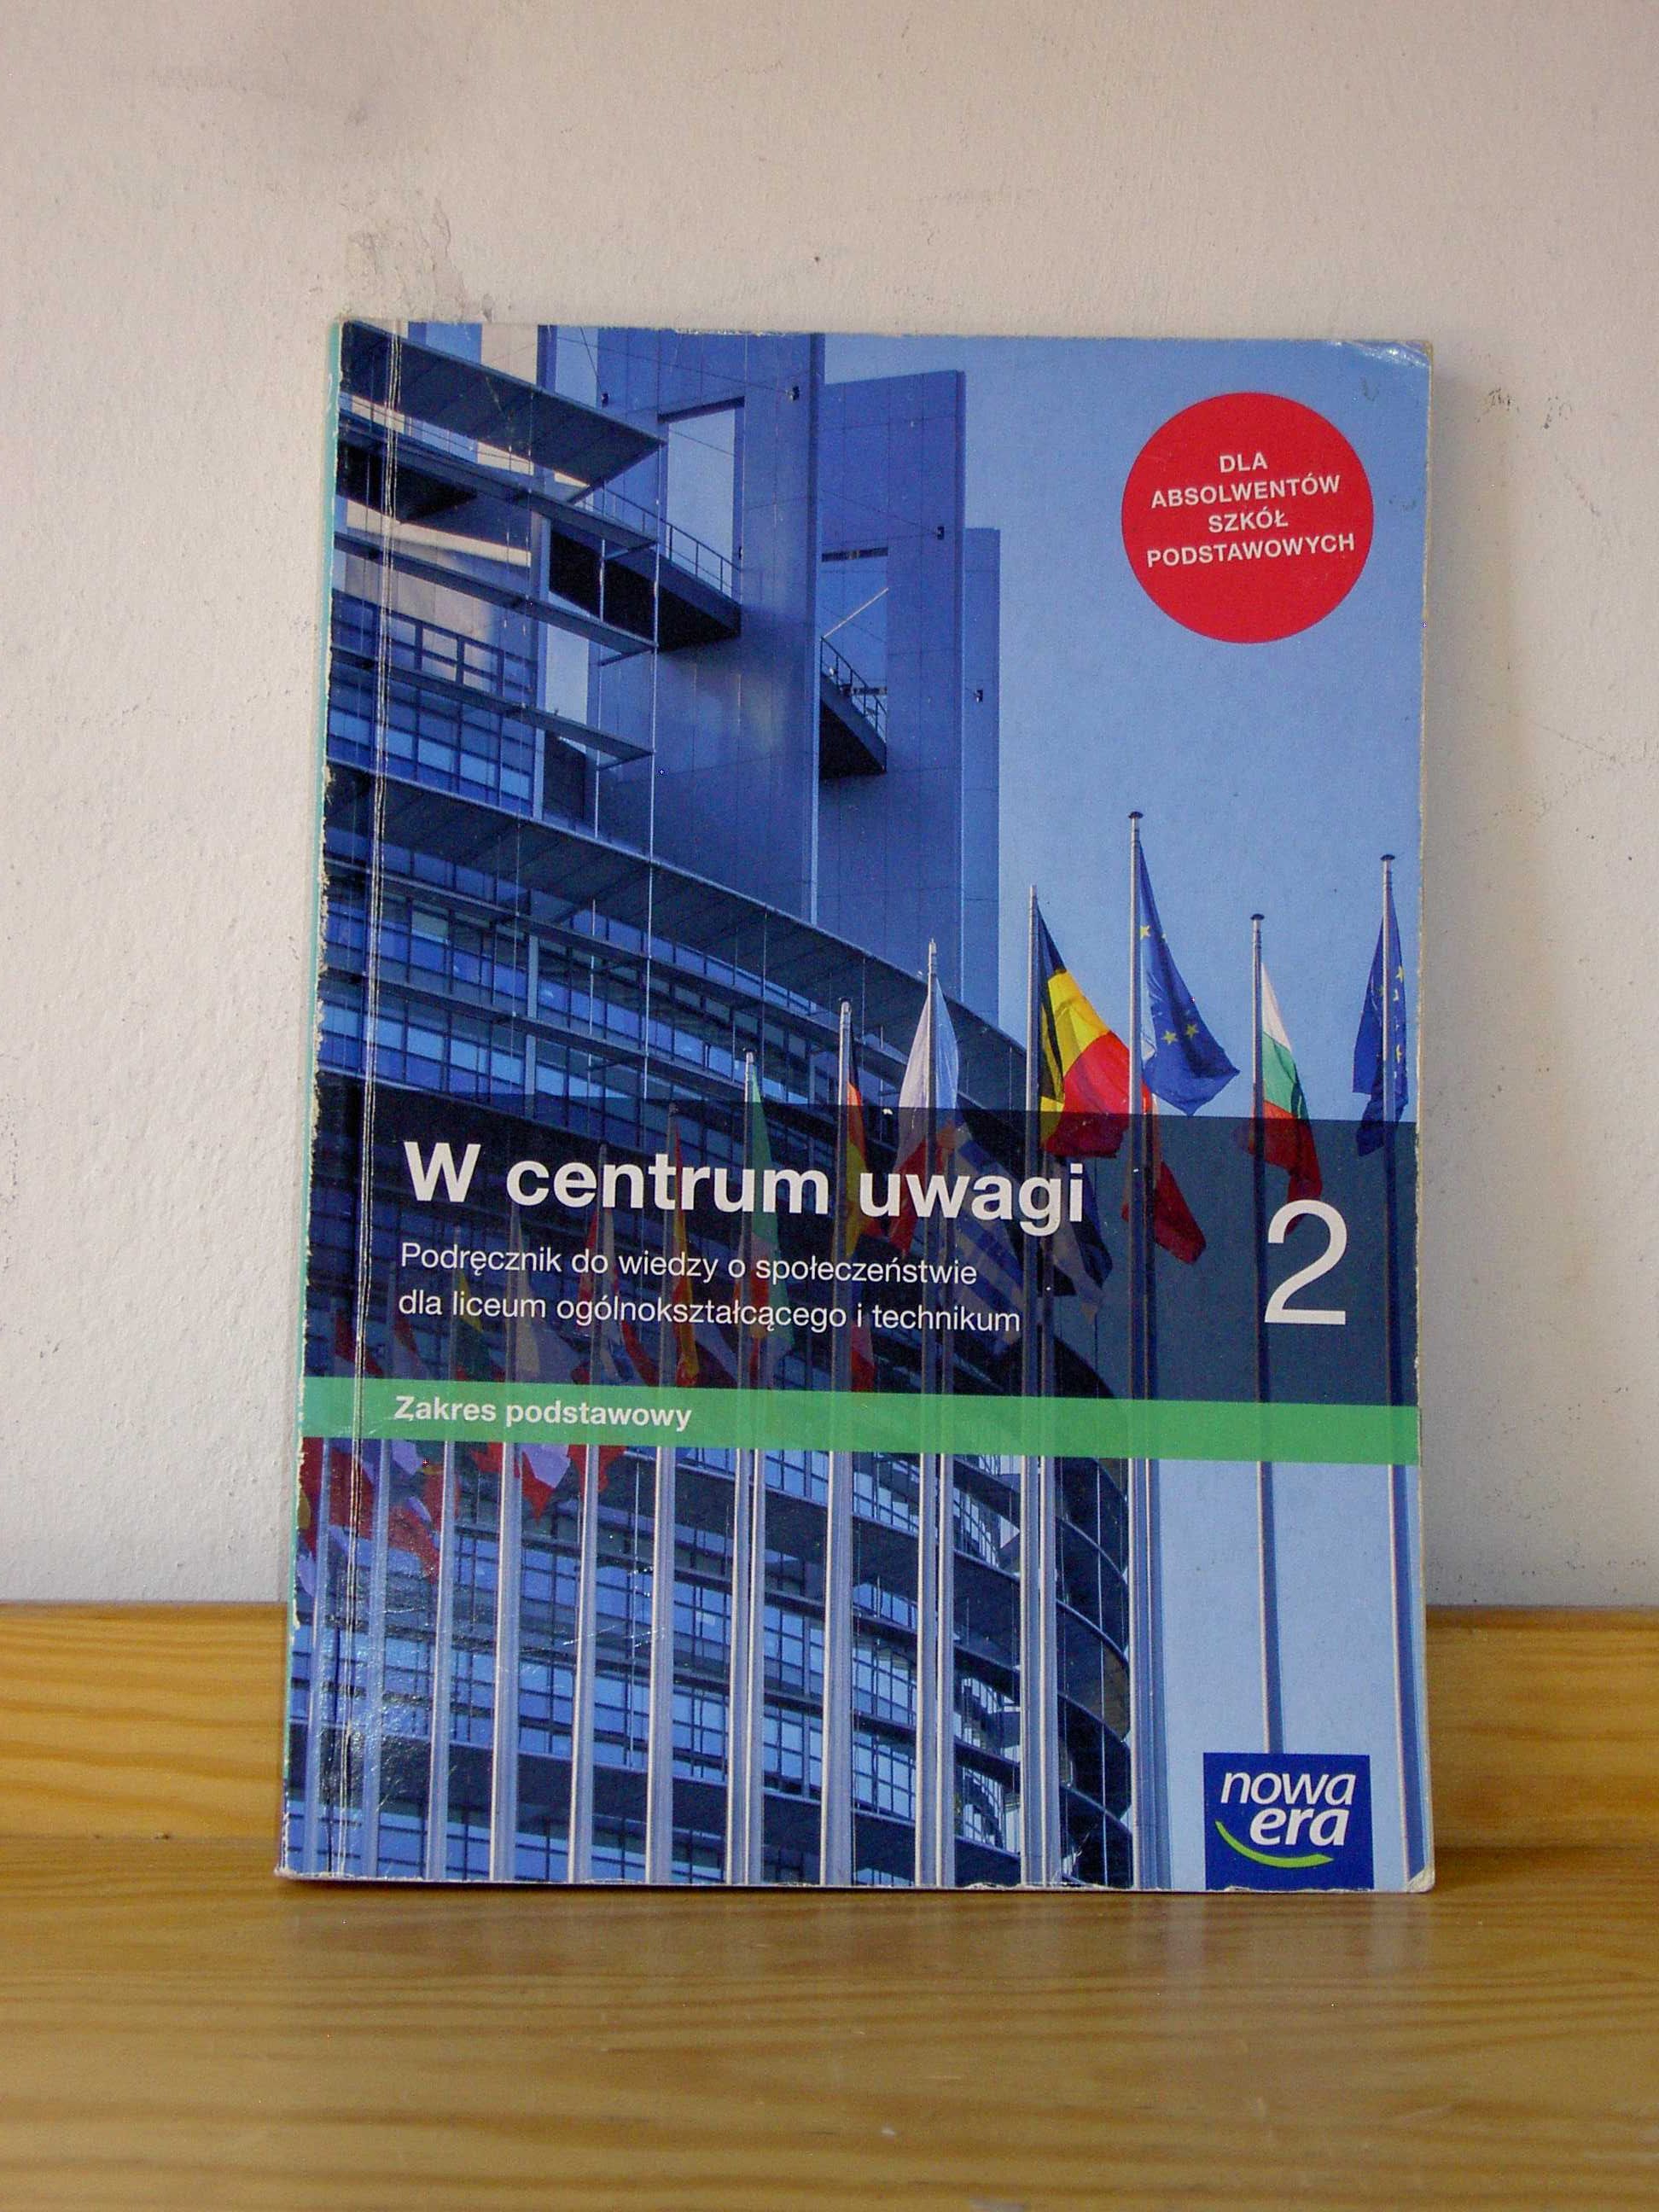 DLA
ABSOLWENTÓW
SZKÓŁ
PODSTAWOWYCH
W centrum uwagi
2
Podręcznik do wiedzy o społeczeństwie
dla liceum ogólnokształcącego i technikum
Zakres podstawowy
nowa
era